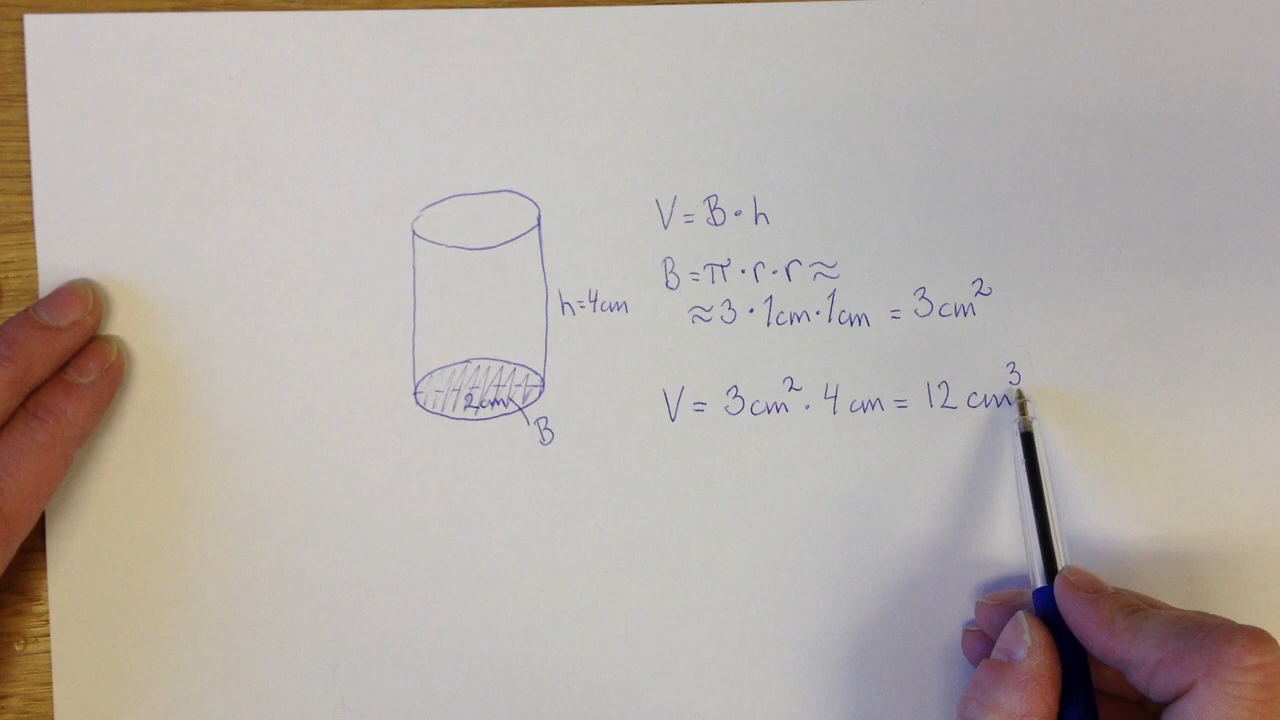 V = B · h
B = π · r · r ≈
≈ 3 · 1cm · 1cm = 3cm²
h=4cm
V = 3cm² · 4 cm = 12 cm³
2cm
B